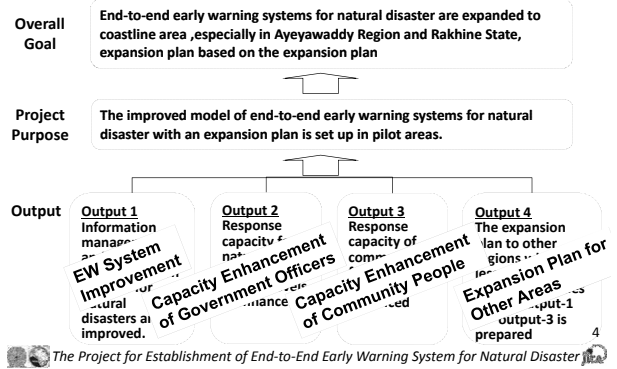 Overall
Goal
End-to-end early warning systems for natural disaster are expanded to
coastline area ,especially in Ayeyawaddy Region and Rakhine State,
expansion plan based on the expansion plan
Project
Purpose
The improved model of end-to-end early warning systems for natural
disaster with an expansion plan is set up in pilot areas.
Output
Output 1
Information
disasters
improved.
EW System
Improvement
Output 2
Response
capacity
Capacity Enhancement
of Government Officers
Output 3
Response
capacity of
Capacity Enhancement
of Community People
Output 4
The expansion
plan to other
output-3 is
prepared
Expansion Plan for
Other Areas
4
The Project for Establishment of End-to-End Early Warning System for Natural Disaster
jica